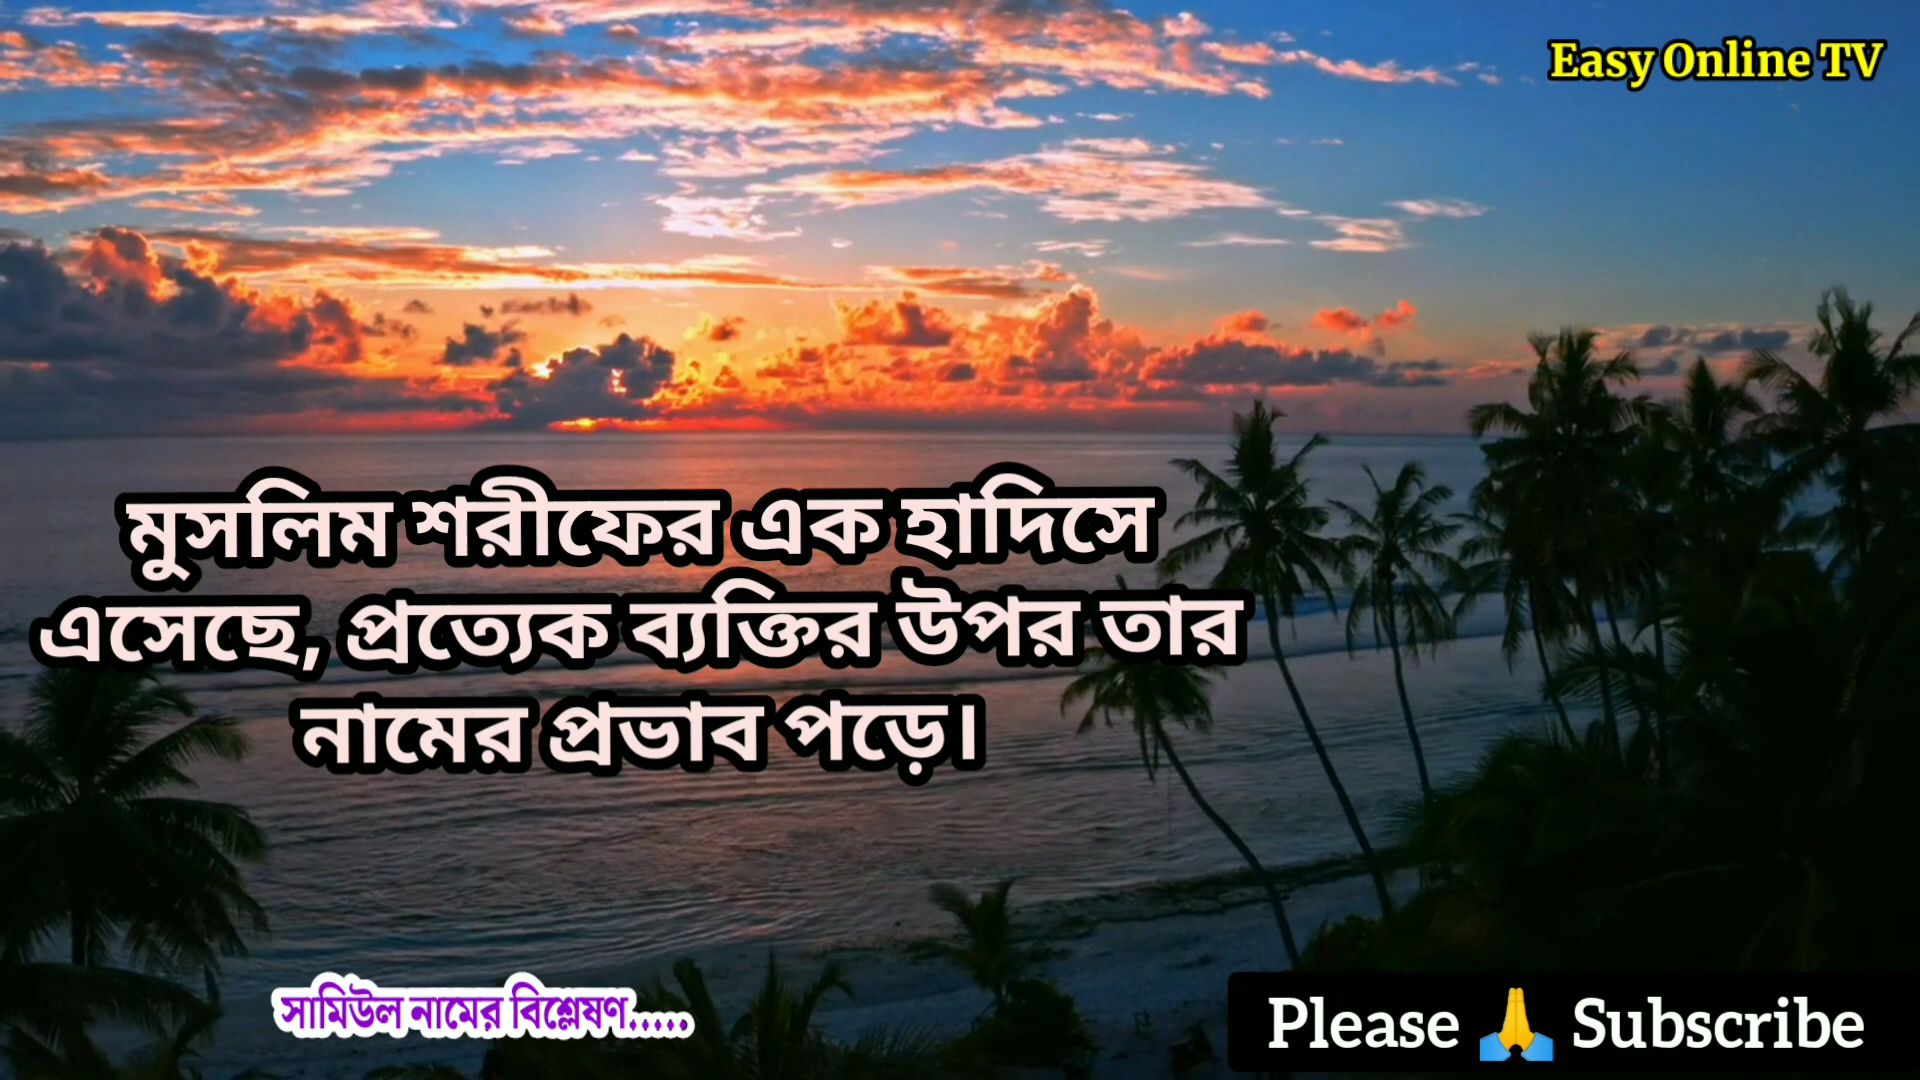 Easy Online TV
মুসলিম শরীফের এক হাদিসে
এসেছে, প্রত্যেক ব্যক্তির উপর তার
নামের প্রভাব পড়ে।
সামিউল নামের বিশ্লেষণ.....
Please 🙏 Subscribe